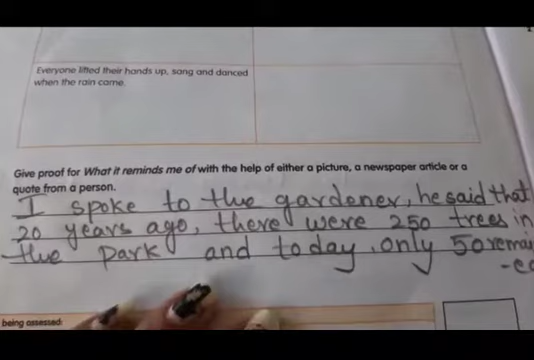 Everyone lifted their hands up, sang and danced
when the rain came.
Give proof for What it reminds me of with the help of either a picture, a newspaper article or a
quote from a person.
I spoke to the gardener, he said that
20 years ago, there were 250 trees in
the park and today, only 50 remai
-ed
being assessed: